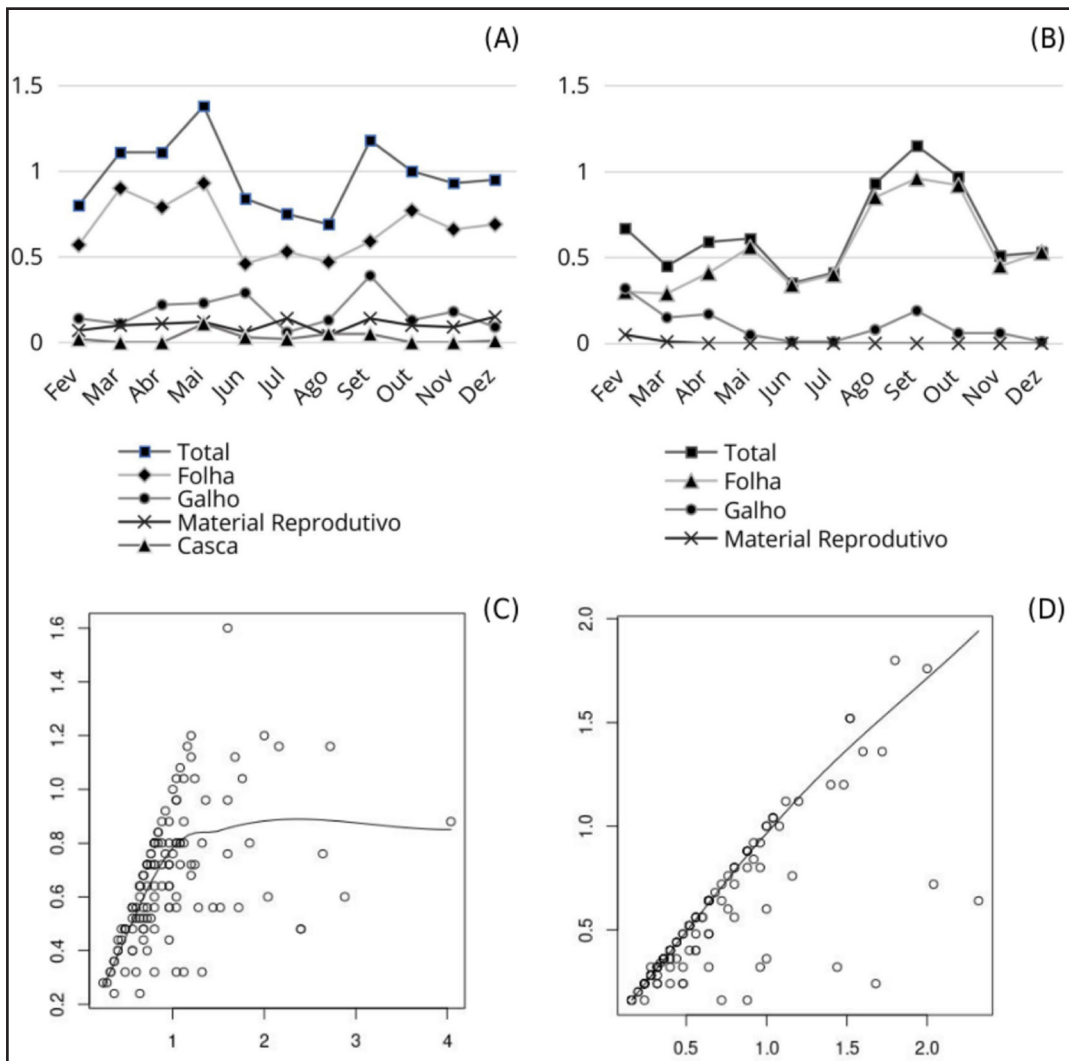 (A)
1.5
1
0.5
0
Fev Mar Abr Mai Jun Jul Ago Set Out Nov Dez
Total
Folha
Galho
Material Reprodutivo
Casca
(B)
1.5
1
0.5
0
Fev Mar Abr Mai Jun Jul Ago Set Out Nov Dez
Total
Folha
Galho
Material Reprodutivo
(C)
1.6
1.4
1.2
1.0
0.8
0.6
0.4
0.2
1 2 3 4
(D)
2.0
1.5
1.0
0.5
0.5 1.0 1.5 2.0